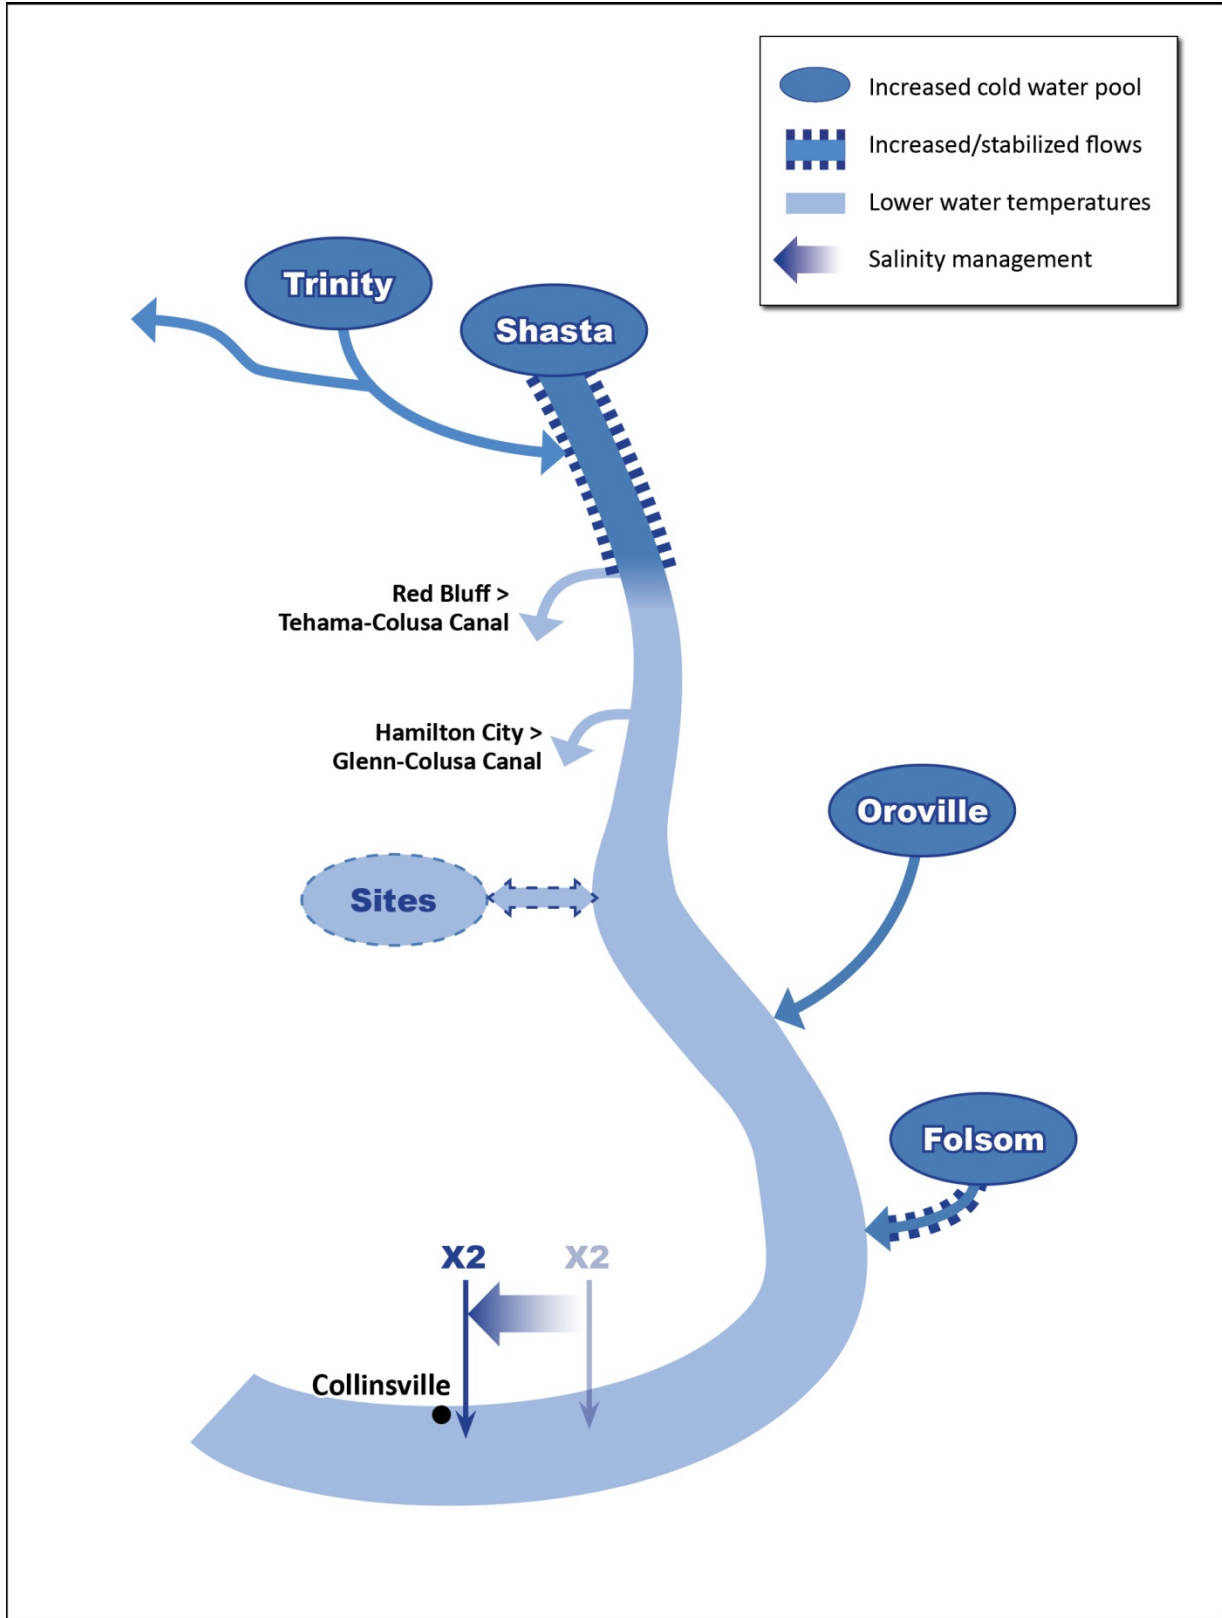 Increased cold water pool
Increased/stabilized flows
Lower water temperatures
Salinity management
Trinity
Shasta
Red Bluff >
Tehama-Colusa Canal
Hamilton City >
Glenn-Colusa Canal
Oroville
Sites
Folsom
X2
X2
Collinsville